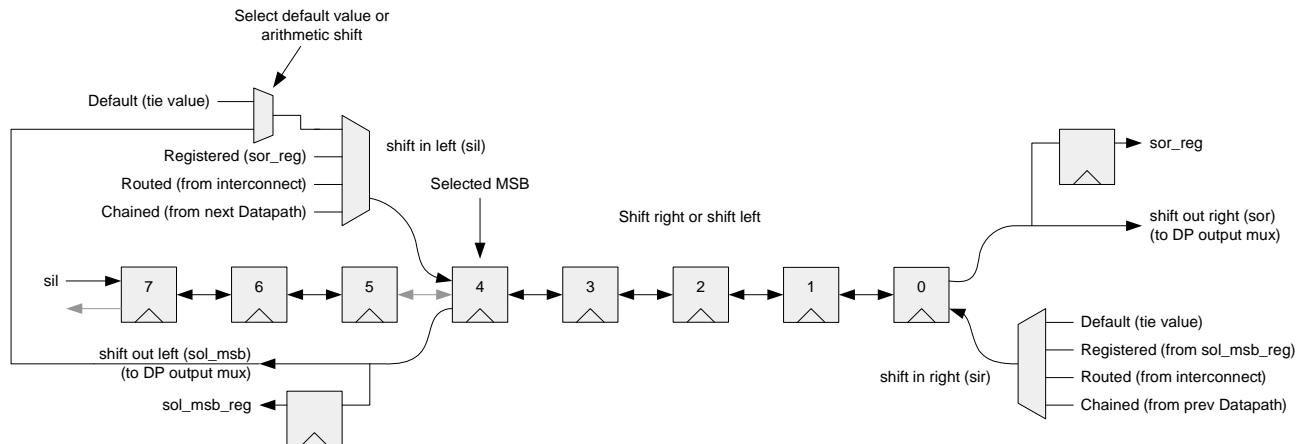 Select default value or
arithmetic shift
Default (tie value)
shift in left (sil)
Registered (sor_reg)
Routed (from interconnect)
Chained (from next Datapath)
Selected MSB
Shift right or shift left
sor_reg
shift out right (sor)
(to DP output mux)
sil
7
6
5
4
3
2
1
0
shift out left (sol_msb)
(to DP output mux)
sol_msb_reg
shift in right (sir)
Default (tie value)
Registered (from sol_msb_reg)
Routed (from interconnect)
Chained (from prev Datapath)